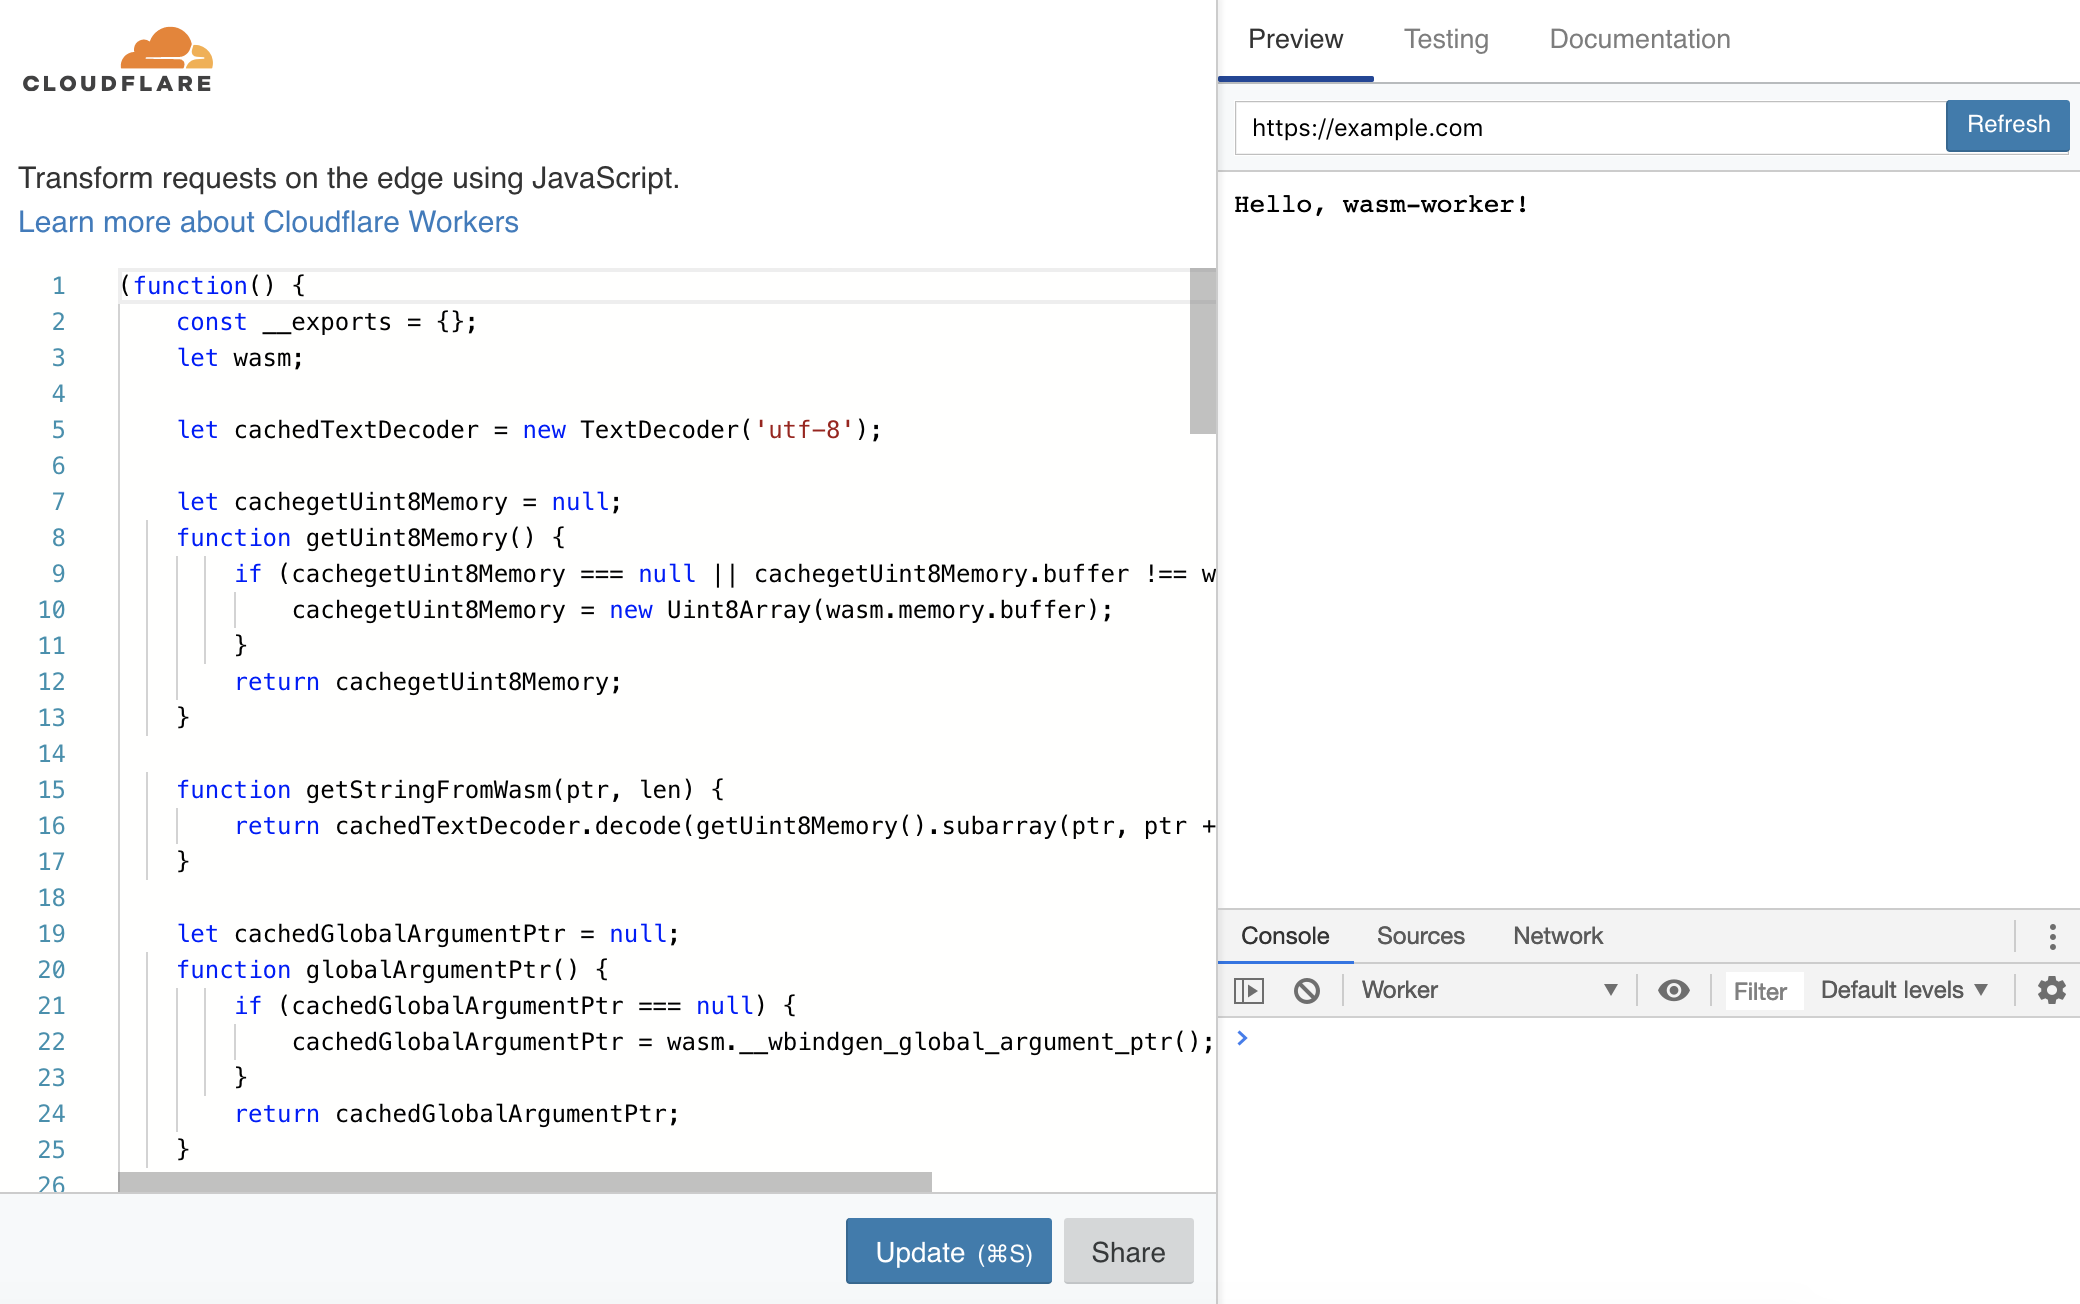 CLOUDFLARE
Transform requests on the edge using JavaScript.
Learn more about Cloudflare Workers
1 (function() {
2 const __exports = {};
3 let wasm;
4
5 let cachedTextDecoder = new TextDecoder('utf-8');
6
7 let cachegetUint8Memory = null;
8 function getUint8Memory() {
9 if (cachegetUint8Memory === null || cachegetUint8Memory.buffer !== w
10 cachegetUint8Memory = new Uint8Array(wasm.memory.buffer);
11 }
12 return cachegetUint8Memory;
13 }
14
15 function getStringFromWasm(ptr, len) {
16 return cachedTextDecoder.decode(getUint8Memory().subarray(ptr, ptr +
17 }
18
19 let cachedGlobalArgumentPtr = null;
20 function globalArgumentPtr() {
21 if (cachedGlobalArgumentPtr === null) {
22 cachedGlobalArgumentPtr = wasm.__wbindgen_global_argument_ptr();
23 }
24 return cachedGlobalArgumentPtr;
25 }
26
Update (⌘S) Share
Preview Testing Documentation
https://example.com Refresh
Hello, wasm-worker!
Console Sources Network
Worker Filter Default levels